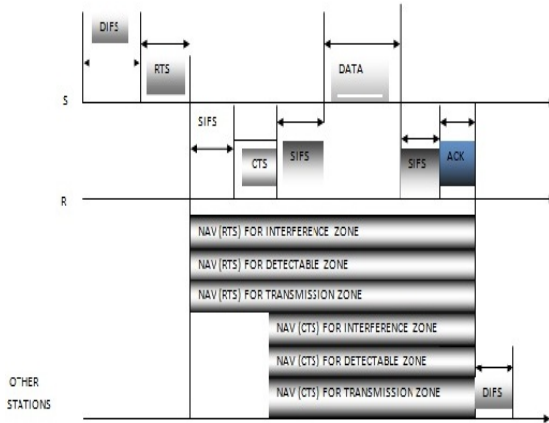 DIFS
RTS
DATA
S
SIFS
CTS
SIFS
SIFS
ACK
R
NAV (RTS) FOR INTERFERENCE ZONE
NAV (RTS) FOR DETECTABLE ZONE
NAV (RTS) FOR TRANSMISSION ZONE
NAV (CTS) FOR INTERFERENCE ZONE
NAV (CTS) FOR DETECTABLE ZONE
NAV (CTS) FOR TRANSMISSION ZONE
DIFS
OTHER
STATIONS